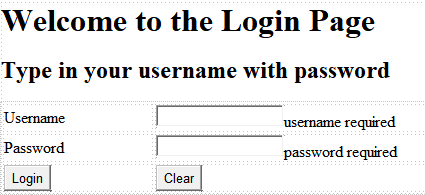 Welcome to the Login Page
Type in your username with password
Username username required
Password password required
Login Clear